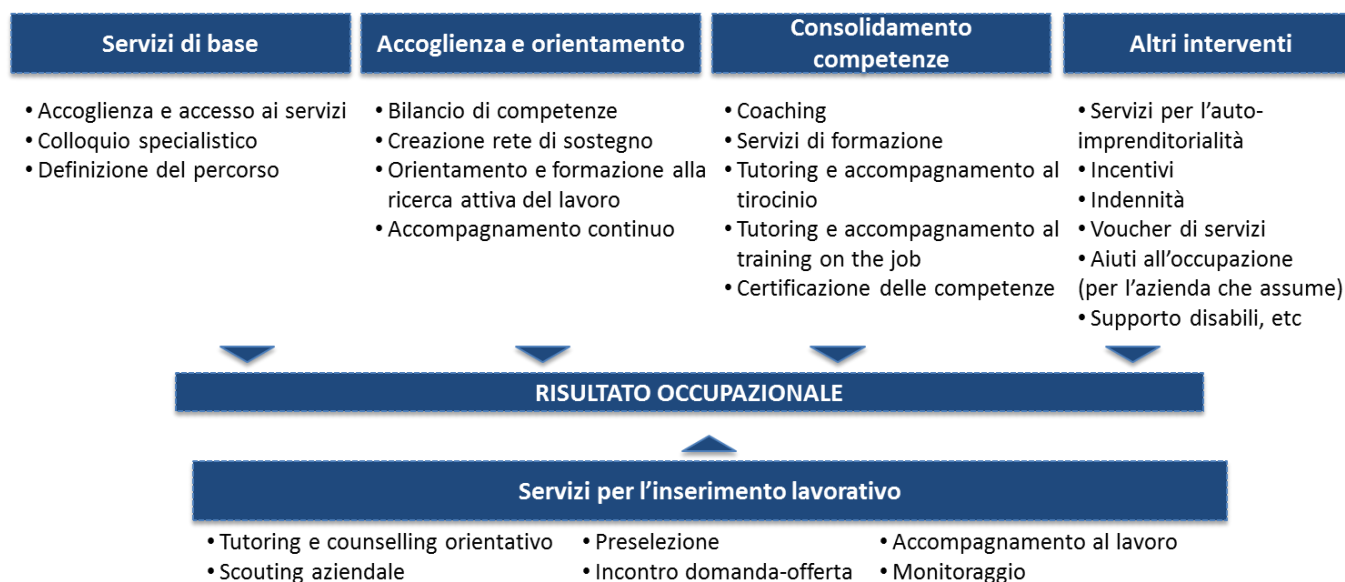 Servizi di base
Accoglienza e orientamento
Consolidamento
competenze
Altri interventi
• Accoglienza e accesso ai servizi
• Colloquio specialistico
• Definizione del percorso
• Bilancio di competenze
• Creazione rete di sostegno
• Orientamento e formazione alla
ricerca attiva del lavoro
• Accompagnamento continuo
• Coaching
• Servizi di formazione
• Tutoring e accompagnamento al
tirocinio
• Tutoring e accompagnamento al
training on the job
• Certificazione delle competenze
• Servizi per l’auto-
imprenditorialità
• Incentivi
• Indennità
• Voucher di servizi
• Aiuti all’occupazione
(per l’azienda che assume)
• Supporto disabili, etc
RISULTATO OCCUPAZIONALE
Servizi per l’inserimento lavorativo
• Tutoring e counselling orientativo
• Scouting aziendale
• Preselezione
• Incontro domanda-offerta
• Accompagnamento al lavoro
• Monitoraggio